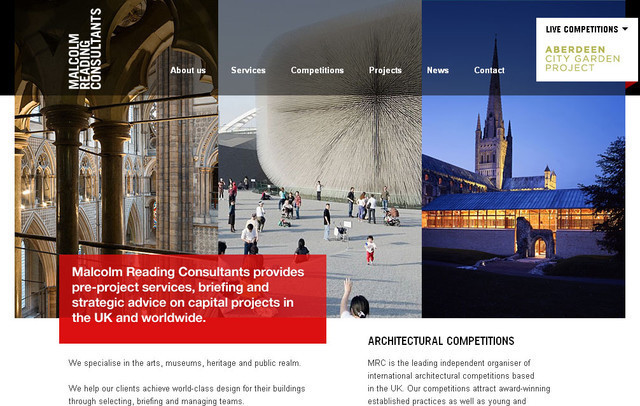 MALCOLM
READING
CONSULTANTS
LIVE COMPETITIONS
ABERDEEN
CITY GARDEN
PROJECT
About us Services Competitions Projects News Contact
Malcolm Reading Consultants provides
pre-project services, briefing and
strategic advice on capital projects in
the UK and worldwide.
We specialise in the arts, museums, heritage and public realm.
We help our clients achieve world-class design for their buildings
through selecting, briefing and managing teams.
ARCHITECTURAL COMPETITIONS
MRC is the leading independent organiser of
international architectural competitions based
in the UK. Our competitions attract award-winning
established practices as well as young and